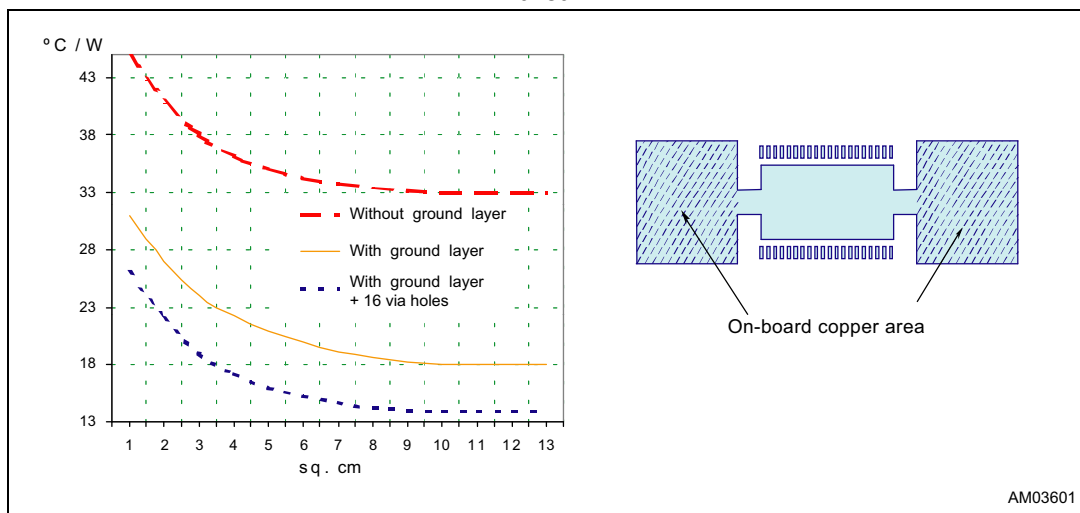 º C / W
43
38
33
28
23
18
13
1 2 3 4 5 6 7 8 9 10 11 12 13
sq. cm
Without ground layer
With ground layer
With ground layer
+ 16 via holes
On-board copper area
AM03601